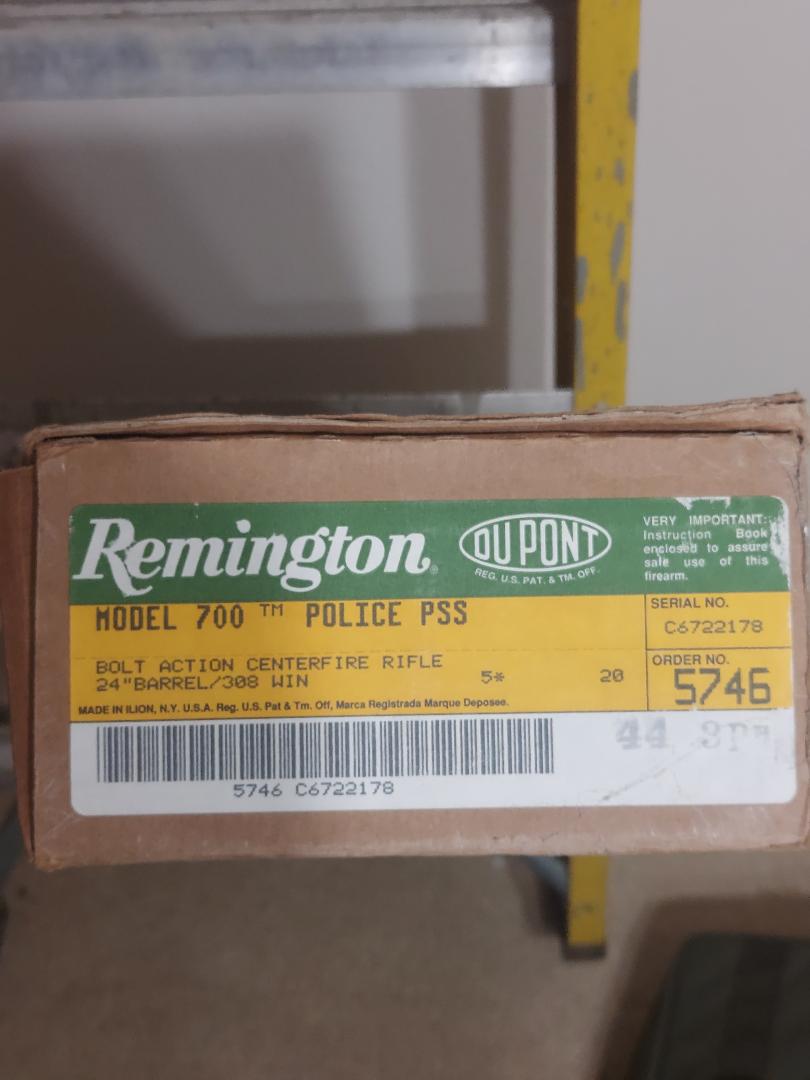 Remington®
DU PONT
REG. U.S. PAT. & TM. OFF.
VERY IMPORTANT:
Instruction Book
enclosed to assure
safe use of this
firearm.
MODEL 700 ™ POLICE PSS
SERIAL NO.
C6722178
BOLT ACTION CENTERFIRE RIFLE
24"BARREL/308 WIN 5* 20
ORDER NO.
5746
MADE IN ILION, N.Y. U.S.A. Reg. U.S. Pat & Tm. Off, Marca Registrada Marque Deposee.
44
5746 C6722178